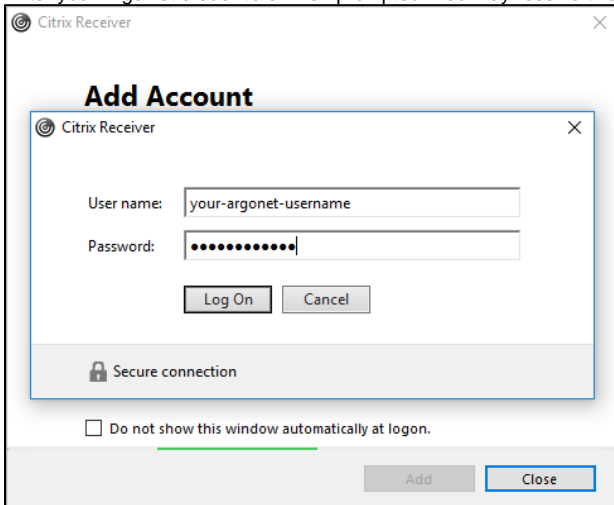 Citrix Receiver
Add Account
Citrix Receiver
User name: your-argonet-username
Password: ●●●●●●●●●●●●
Log On Cancel
Secure connection
Do not show this window automatically at logon.
Add Close